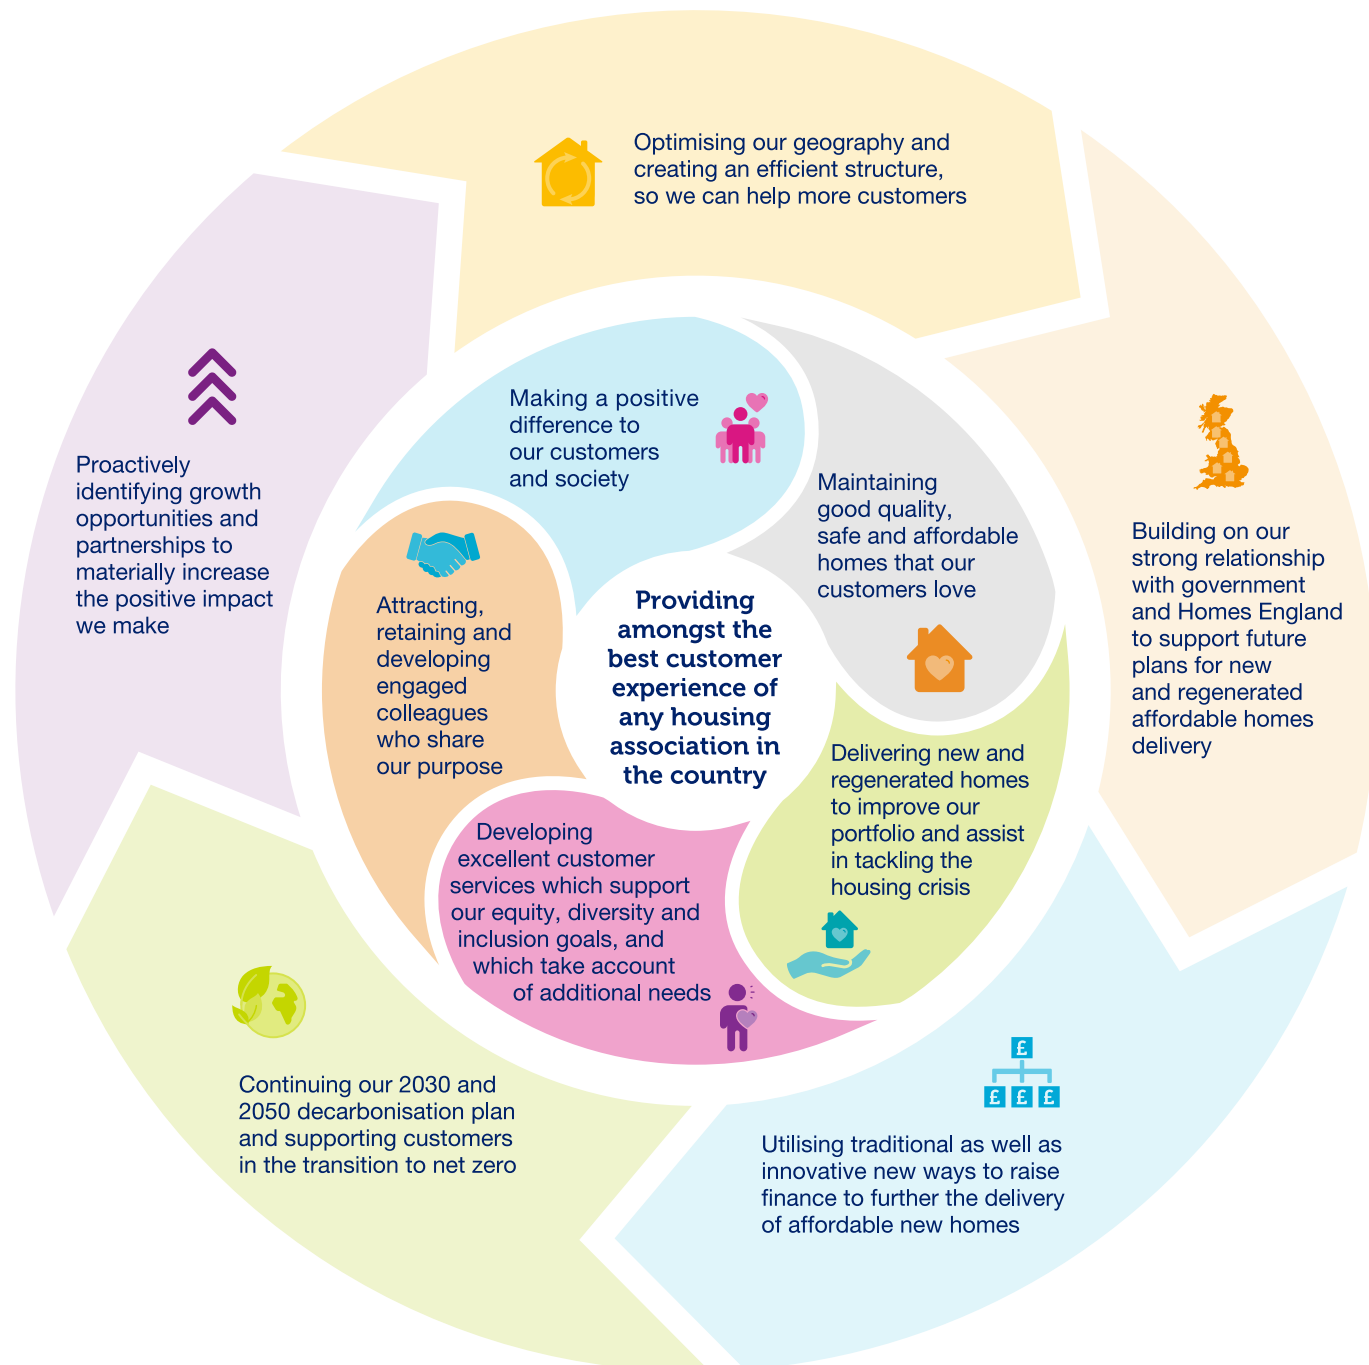 Optimising our geography and
creating an efficient structure,
so we can help more customers
Building on our
strong relationship
with government
and Homes England
to support future
plans for new
and regenerated
affordable homes
delivery
£
£ £ £
Utilising traditional as well as
innovative new ways to raise
finance to further the delivery
of affordable new homes
Continuing our 2030 and
2050 decarbonisation plan
and supporting customers
in the transition to net zero
Proactively
identifying growth
opportunities and
partnerships to
materially increase
the positive impact
we make
Making a positive
difference to
our customers
and society
Maintaining
good quality,
safe and affordable
homes that our
customers love
Delivering new and
regenerated homes
to improve our
portfolio and assist
in tackling the
housing crisis
Developing
excellent customer
services which support
our equity, diversity and
inclusion goals, and
which take account
of additional needs
Attracting,
retaining and
developing
engaged
colleagues
who share
our purpose
Providing
amongst the
best customer
experience of
any housing
association in
the country